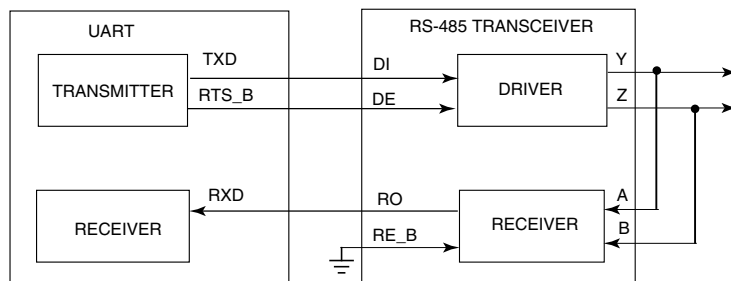 UART
RS-485 TRANSCEIVER
TXD
DI
Y
TRANSMITTER
DRIVER
RTS_B
DE
Z
RXD
RO
A
RECEIVER
RECEIVER
RE_B
B